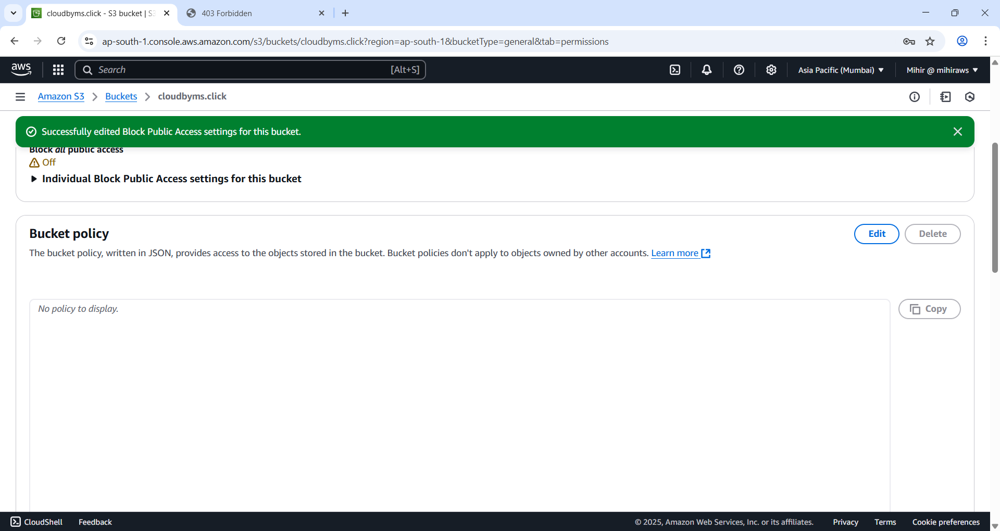 cloudbyms.click - S3 bucket | S3
403 Forbidden
ap-south-1.console.aws.amazon.com/s3/buckets/cloudbyms.click?region=ap-south-1&bucketType=general&tab=permissions
aws
Search
[Alt+S]
Asia Pacific (Mumbai)
Mihir @ mihiraws
Amazon S3
Buckets
cloudbyms.click
Successfully edited Block Public Access settings for this bucket.
Block all public access
Off
Individual Block Public Access settings for this bucket
Bucket policy
Edit
Delete
The bucket policy, written in JSON, provides access to the objects stored in the bucket. Bucket policies don't apply to objects owned by other accounts. Learn more
No policy to display.
Copy
CloudShell
Feedback
© 2025, Amazon Web Services, Inc. or its affiliates.
Privacy
Terms
Cookie preferences